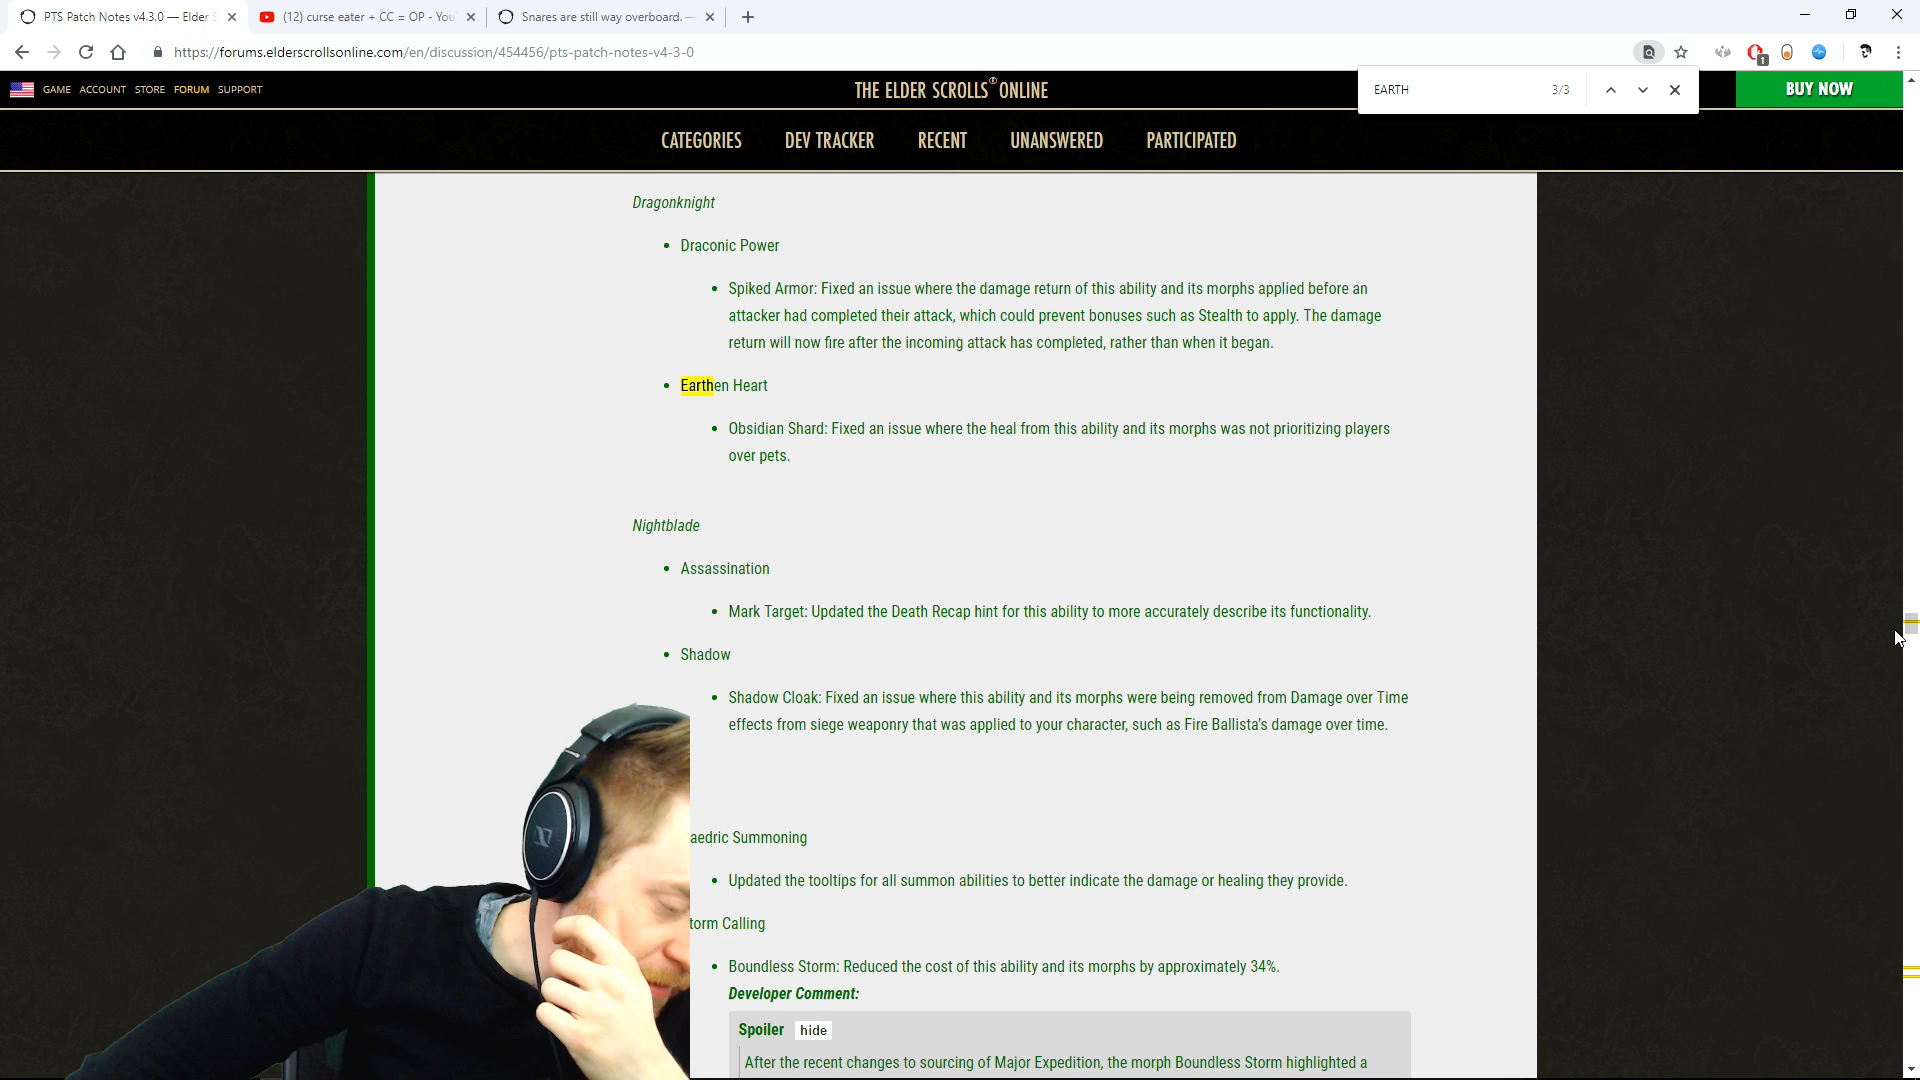 PTS Patch Notes v4.3.0 — Elder S
(12) curse eater + CC = OP - You
Snares are still way overboard. —
https://forums.elderscrollsonline.com/en/discussion/454456/pts-patch-notes-v4-3-0
1
EARTH 3/3
GAME ACCOUNT STORE FORUM SUPPORT
THE ELDER SCROLLS ONLINE
BUY NOW
CATEGORIES DEV TRACKER RECENT UNANSWERED PARTICIPATED
Dragonknight
Draconic Power
Spiked Armor: Fixed an issue where the damage return of this ability and its morphs applied before an
attacker had completed their attack, which could prevent bonuses such as Stealth to apply. The damage
return will now fire after the incoming attack has completed, rather than when it began.
Earthen Heart
Obsidian Shard: Fixed an issue where the heal from this ability and its morphs was not prioritizing players
over pets.
Nightblade
Assassination
Mark Target: Updated the Death Recap hint for this ability to more accurately describe its functionality.
Shadow
Shadow Cloak: Fixed an issue where this ability and its morphs were being removed from Damage over Time
effects from siege weaponry that was applied to your character, such as Fire Ballista's damage over time.
aedric Summoning
Updated the tooltips for all summon abilities to better indicate the damage or healing they provide.
torm Calling
Boundless Storm: Reduced the cost of this ability and its morphs by approximately 34%.
Developer Comment:
Spoiler hide
After the recent changes to sourcing of Major Expedition, the morph Boundless Storm highlighted a